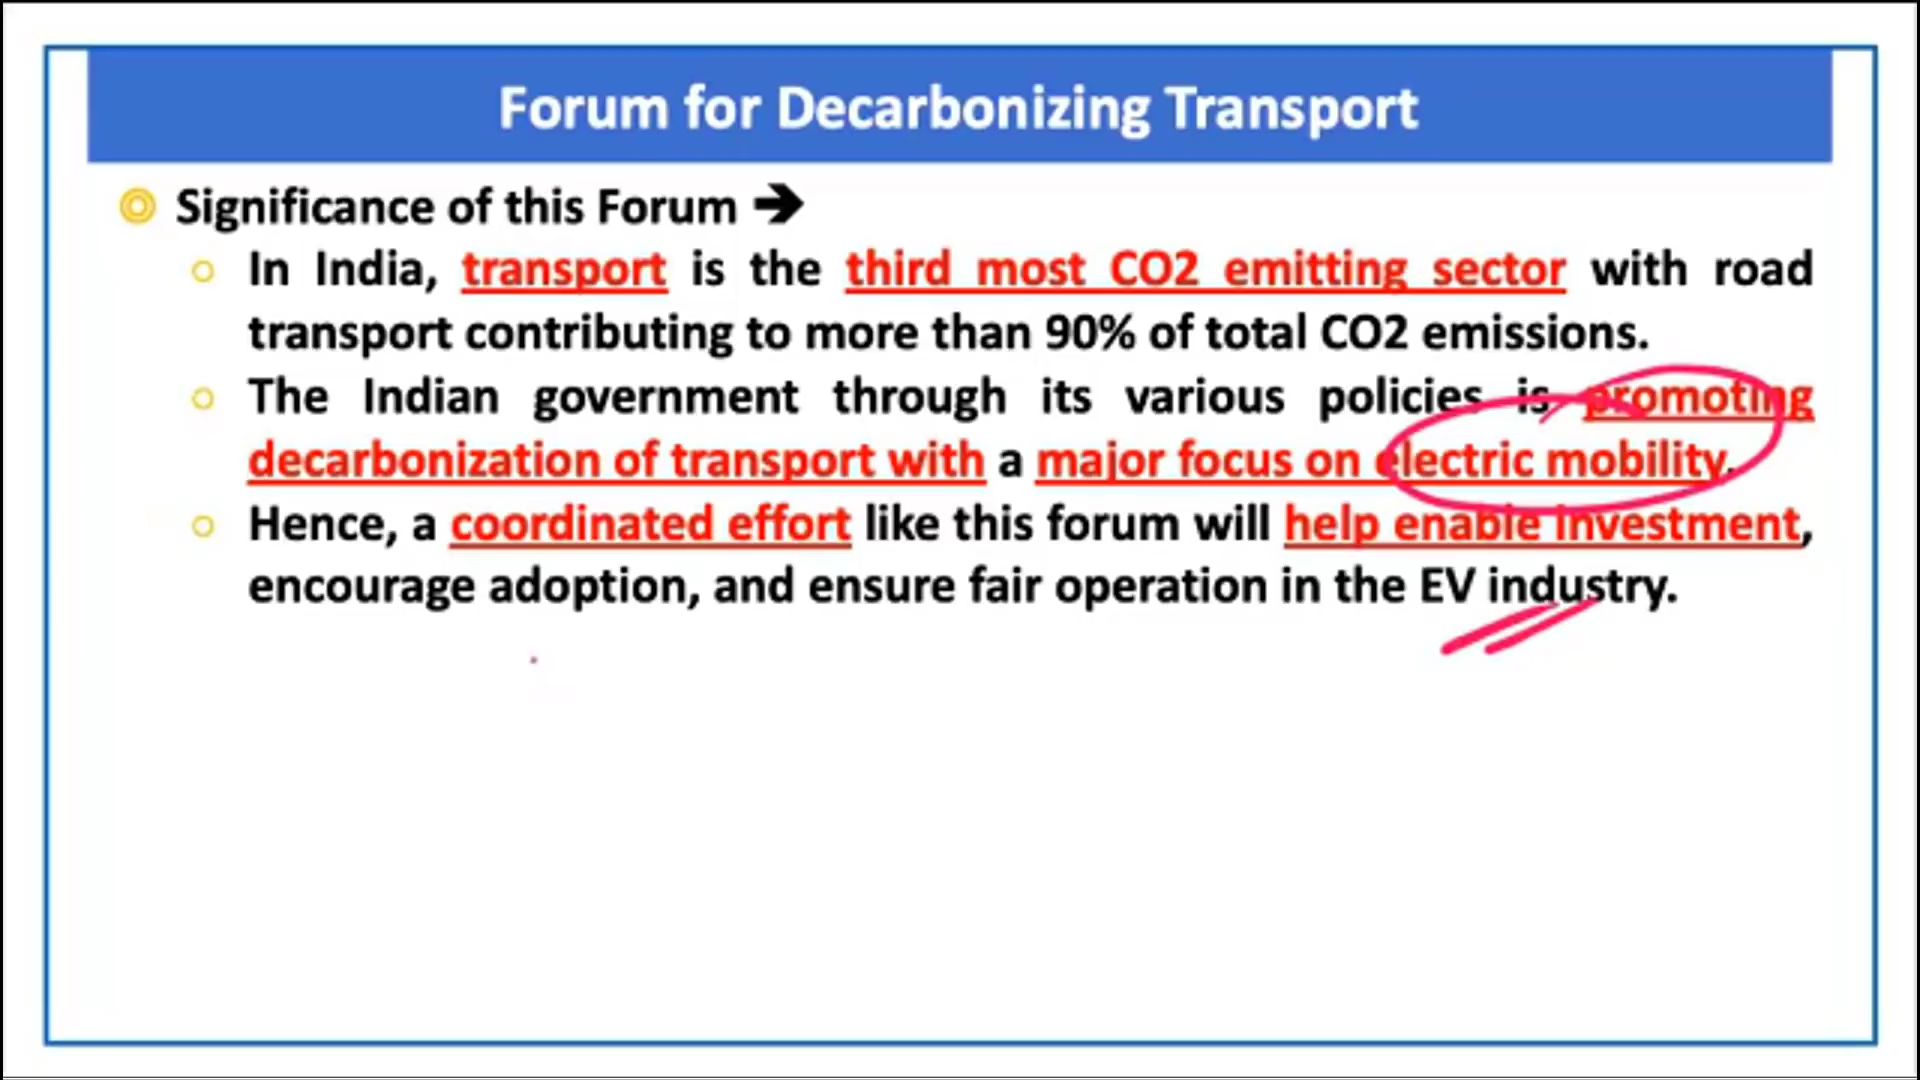 Forum for Decarbonizing Transport
Significance of this Forum ➔
In India, transport is the third most CO2 emitting sector with road
transport contributing to more than 90% of total CO2 emissions.
The Indian government through its various policies is promoting
decarbonization of transport with a major focus on electric mobility.
Hence, a coordinated effort like this forum will help enable investment,
encourage adoption, and ensure fair operation in the EV industry.